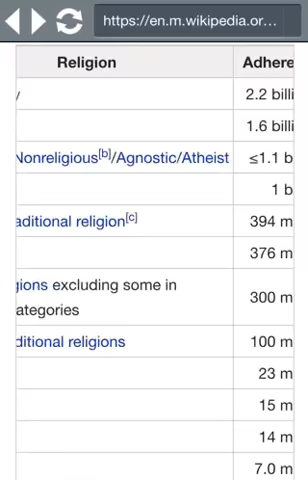 https://en.m.wikipedia.or...
Religion Adhere
y 2.2 billi
1.6 billi
Nonreligious[b]/Agnostic/Atheist ≤1.1 b
1 b
aditional religion[c] 394 m
376 m
gions excluding some in
ategories 300 m
ditional religions 100 m
23 m
15 m
14 m
7.0 m